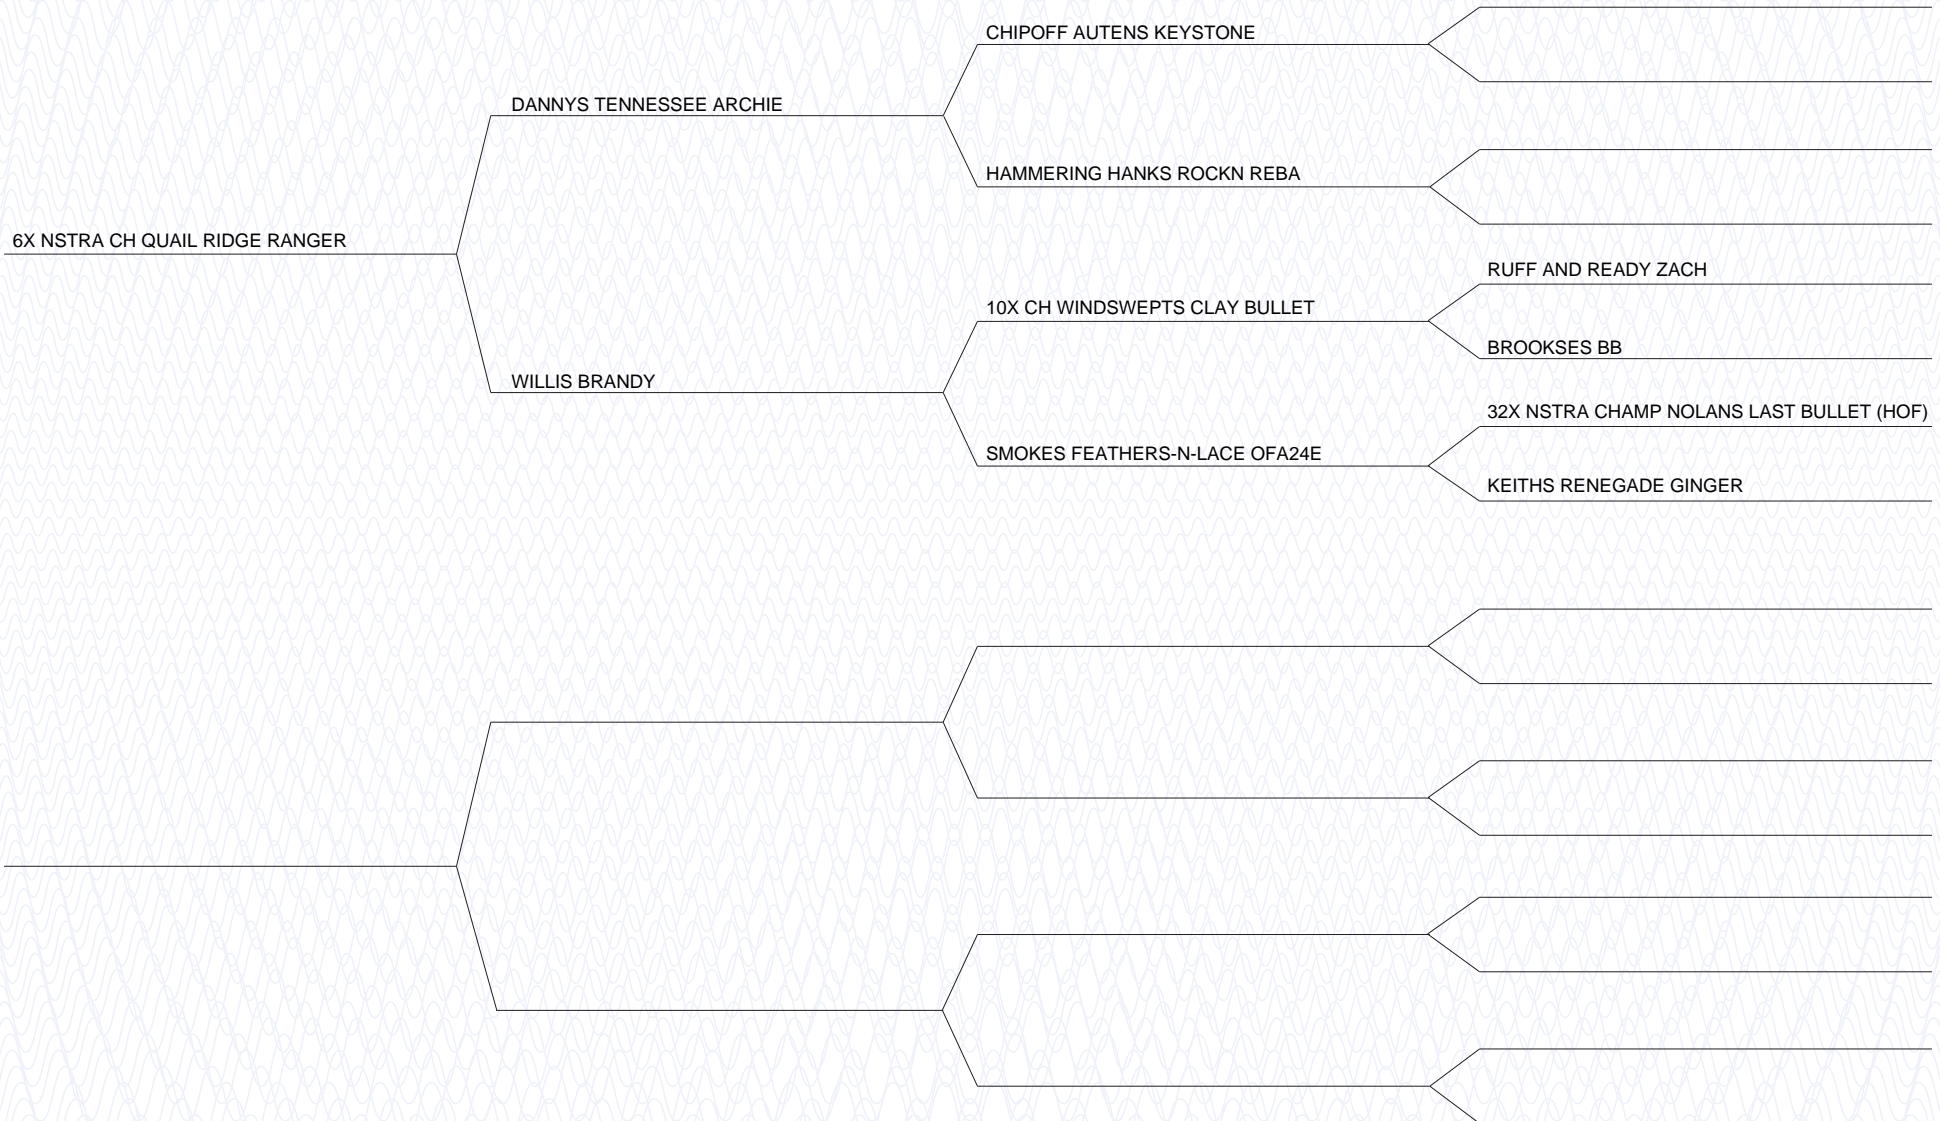 CHIPOFF AUTENS KEYSTONE
DANNYS TENNESSEE ARCHIE
HAMMERING HANKS ROCKN REBA
6X NSTRA CH QUAIL RIDGE RANGER
RUFF AND READY ZACH
10X CH WINDSWEPTS CLAY BULLET
BROOKSES BB
WILLIS BRANDY
32X NSTRA CHAMP NOLANS LAST BULLET (HOF)
SMOKES FEATHERS-N-LACE OFA24E
KEITHS RENEGADE GINGER